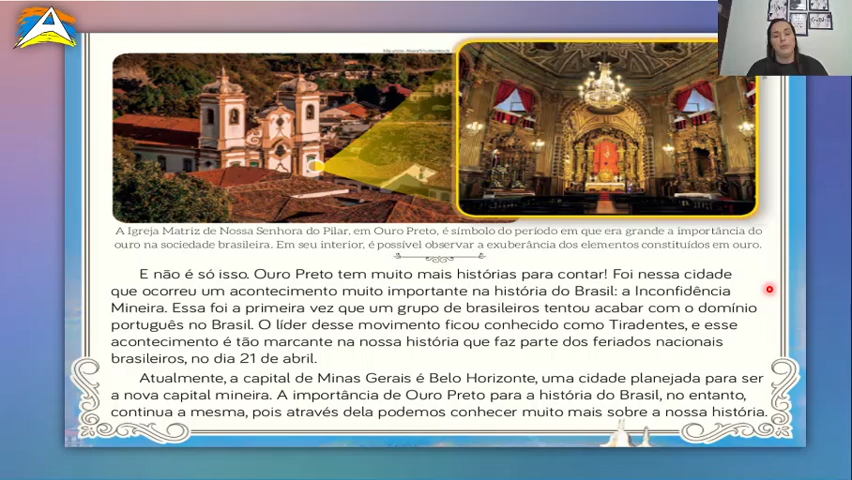 A Igreja Matriz de Nossa Senhora do Pilar, em Ouro Preto, é símbolo do período em que era grande a importância do
ouro na sociedade brasileira. Em seu interior, é possível observar a exuberância dos elementos constituídos em ouro.
E não é só isso. Ouro Preto tem muito mais histórias para contar! Foi nessa cidade
que ocorreu um acontecimento muito importante na história do Brasil: a Inconfidência
Mineira. Essa foi a primeira vez que um grupo de brasileiros tentou acabar com o domínio
português no Brasil. O líder desse movimento ficou conhecido como Tiradentes, e esse
acontecimento é tão marcante na nossa história que faz parte dos feriados nacionais
brasileiros, no dia 21 de abril.
Atualmente, a capital de Minas Gerais é Belo Horizonte, uma cidade planejada para ser
a nova capital mineira. A importância de Ouro Preto para a história do Brasil, no entanto,
continua a mesma, pois através dela podemos conhecer muito mais sobre a nossa história.